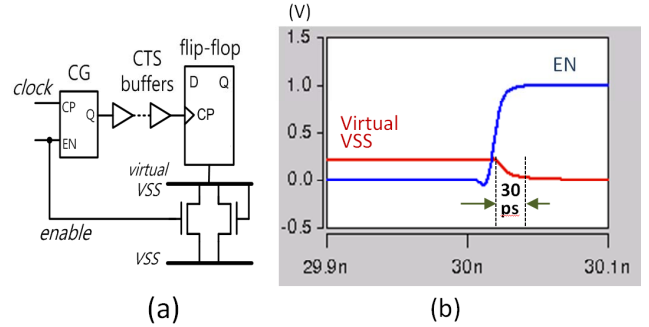 flip-flop
CTS
buffers
CG
clock
CP
Q
EN
D Q
CP
virtual
VSS
enable
VSS
(a)
(V)
1.5
1.0
0.5
0.0
-0.5
EN
Virtual
VSS
30
ps
29.9n
30n
30.1n
(b)